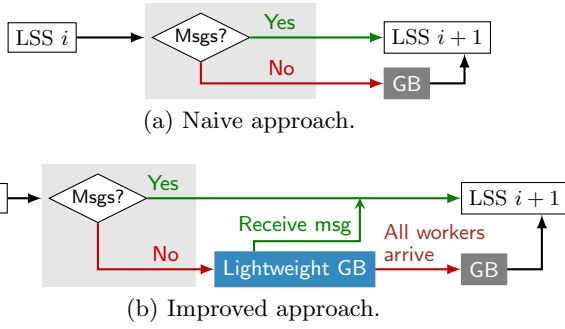 Yes
LSS i
Msgs?
LSS i + 1
No
GB
(a) Naive approach.
Yes
Msgs?
LSS i + 1
Receive msg
All workers
arrive
No
Lightweight GB
GB
(b) Improved approach.